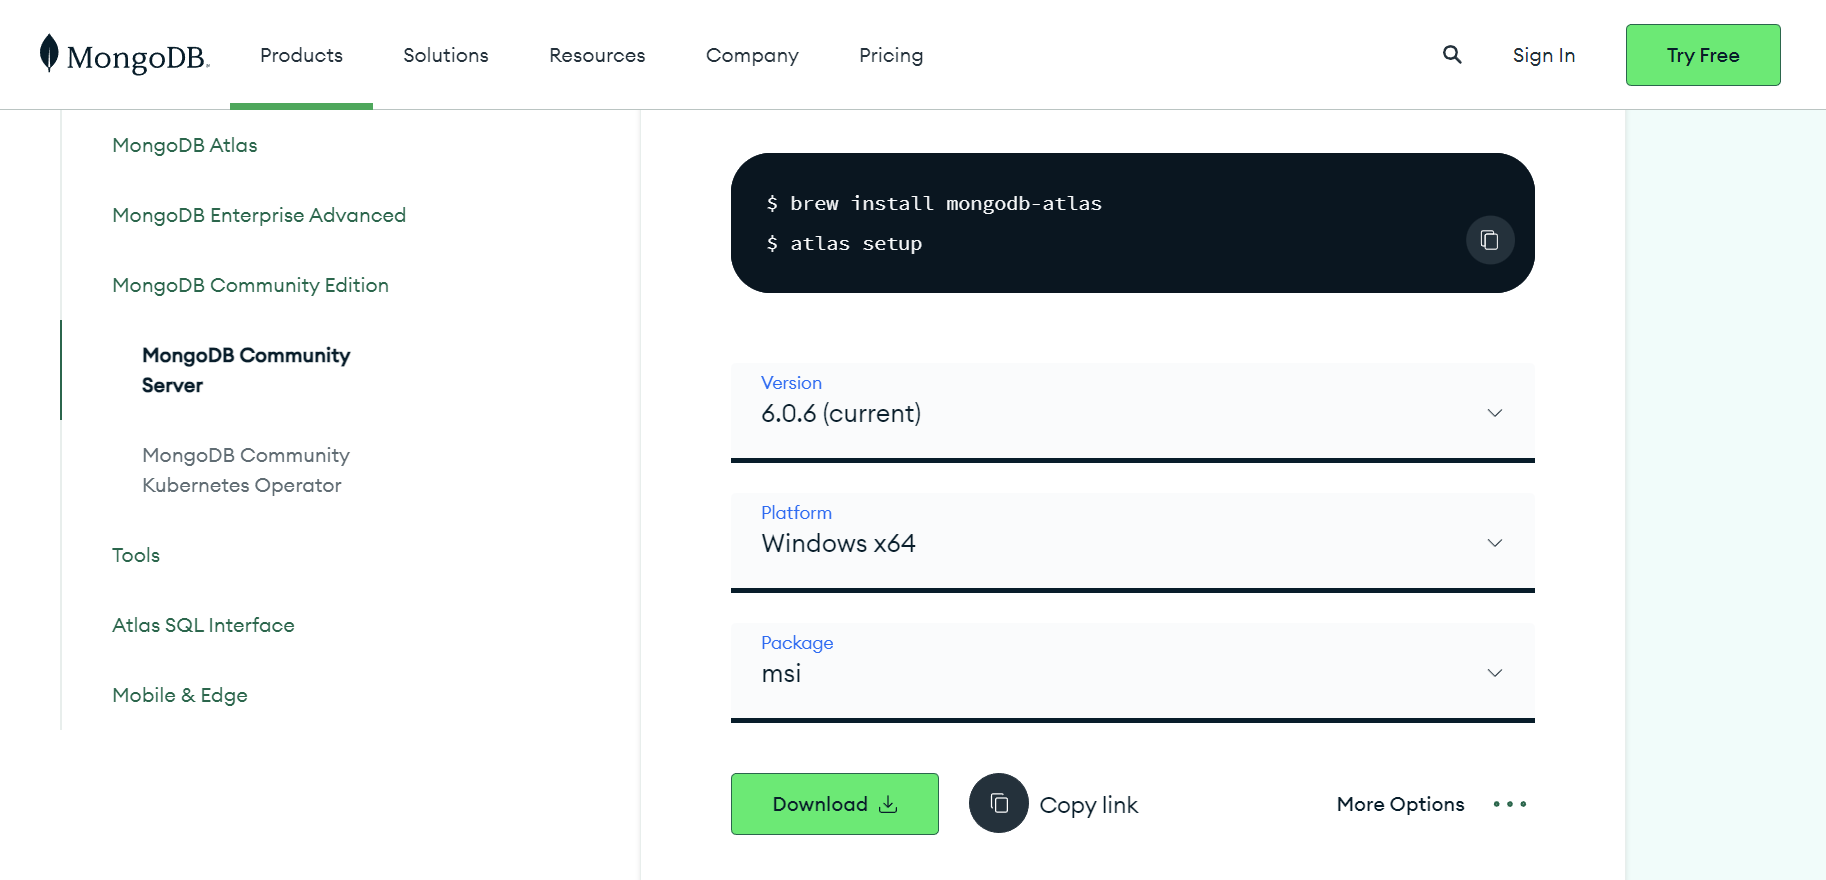 MongoDB.
Products
Solutions
Resources
Company
Pricing
Sign In
Try Free
MongoDB Atlas
MongoDB Enterprise Advanced
MongoDB Community Edition
MongoDB Community
Server
MongoDB Community
Kubernetes Operator
Tools
Atlas SQL Interface
Mobile & Edge
$ brew install mongodb-atlas
$ atlas setup
Version
6.0.6 (current)
Platform
Windows x64
Package
msi
Download
Copy link
More Options